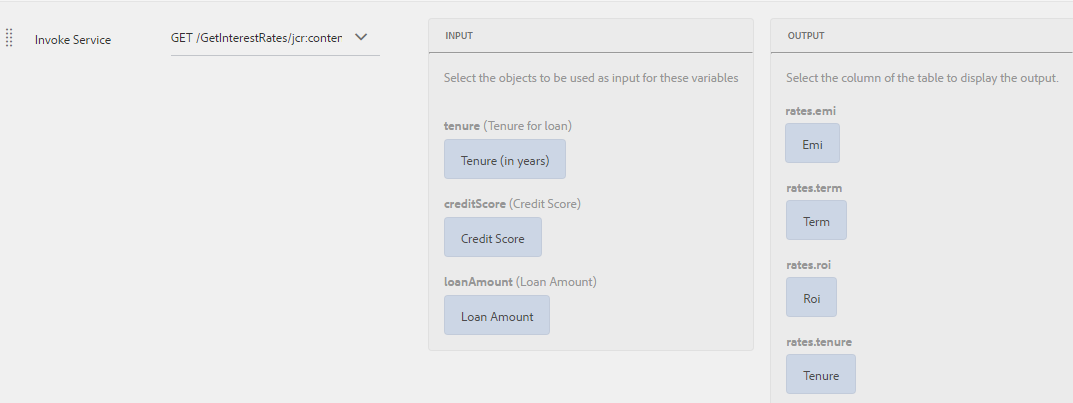 Invoke Service
GET /GetInterestRates/jcr:conter
INPUT
Select the objects to be used as input for these variables
tenure (Tenure for loan)
Tenure (in years)
creditScore (Credit Score)
Credit Score
loanAmount (Loan Amount)
Loan Amount
OUTPUT
Select the column of the table to display the output.
rates.emi
Emi
rates.term
Term
rates.roi
Roi
rates.tenure
Tenure